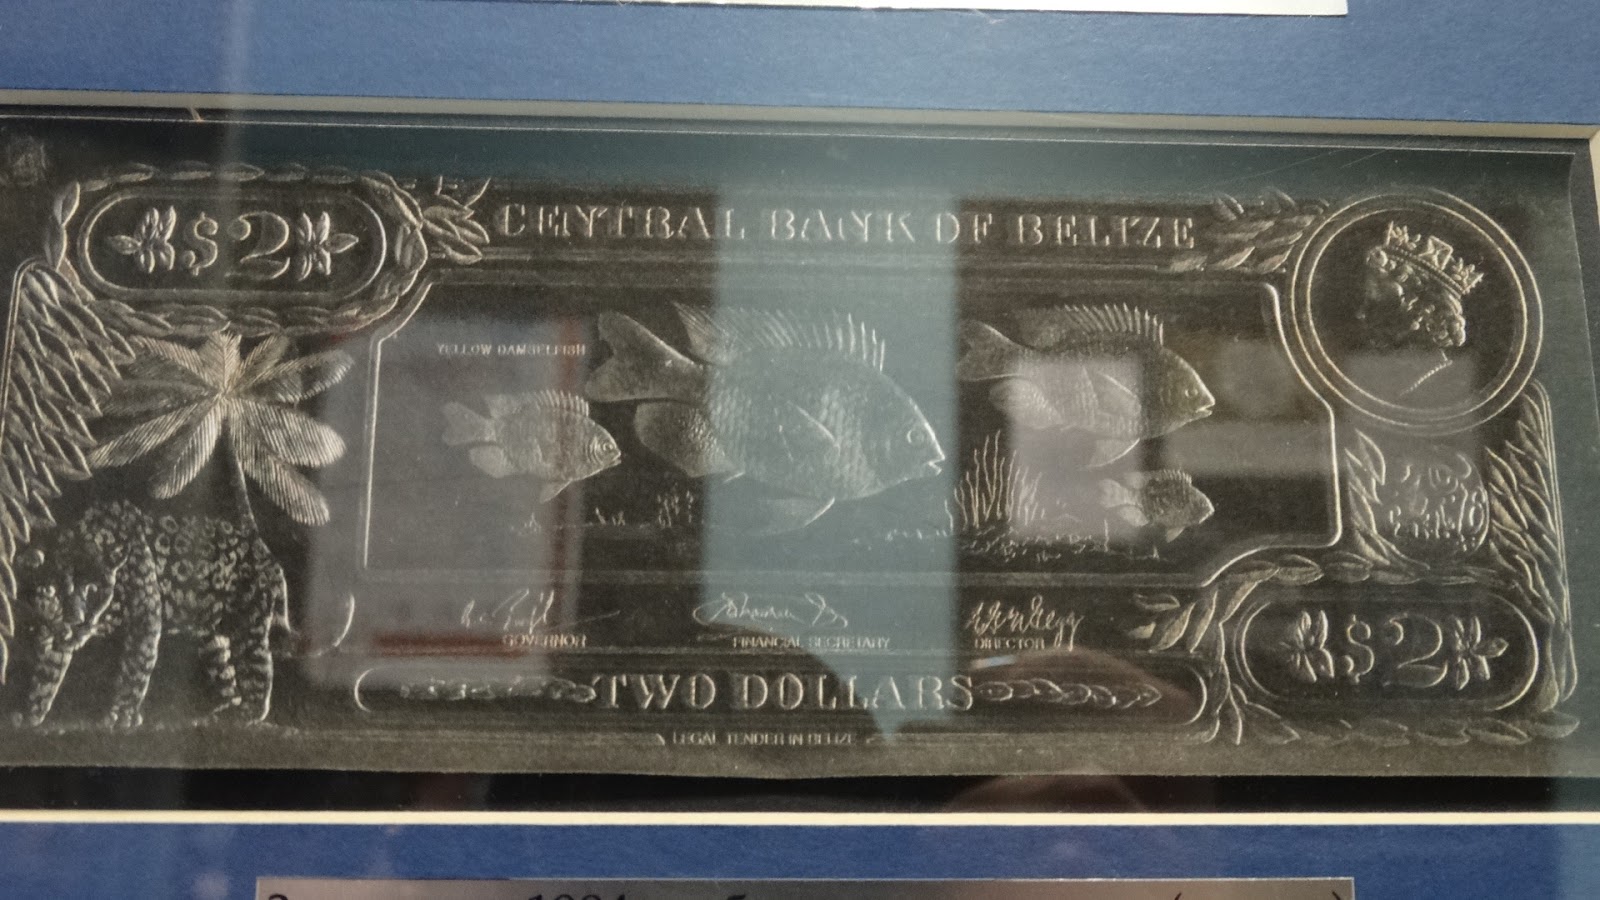 $2
CENTRAL BANK OF BELIZE
YELLOW DAMSELFISH
GOVERNOR
FINANCIAL SECRETARY
DIRECTOR
$2
TWO DOLLARS
LEGAL TENDER IN BELIZE